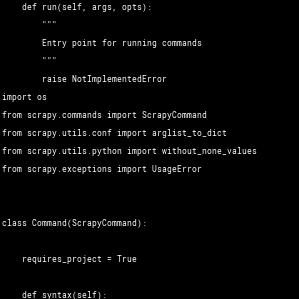 def run(self, args, opts):
"""
Entry point for running commands
"""
raise NotImplementedError
import os
from scrapy.commands import ScrapyCommand
from scrapy.utils.conf import arglist_to_dict
from scrapy.utils.python import without_none_values
from scrapy.exceptions import UsageError
class Command(ScrapyCommand):
requires_project = True
def syntax(self):